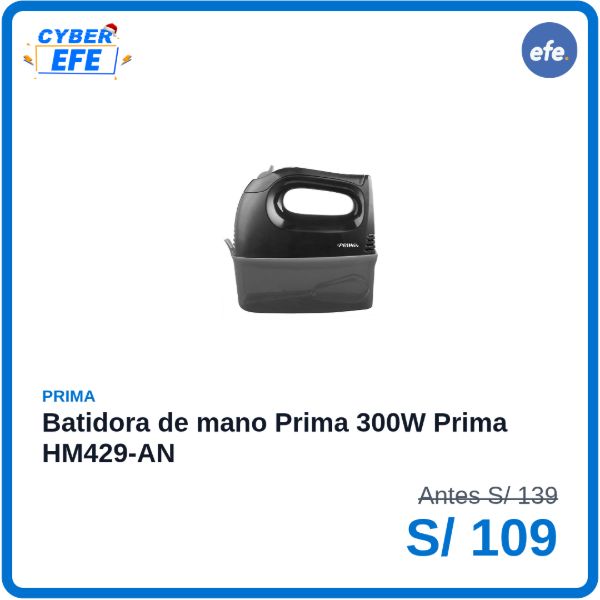 CYBER
EFE
efe.
PRIMA
PRIMA
Batidora de mano Prima 300W Prima
HM429-AN
Antes S/ 139
S/ 109